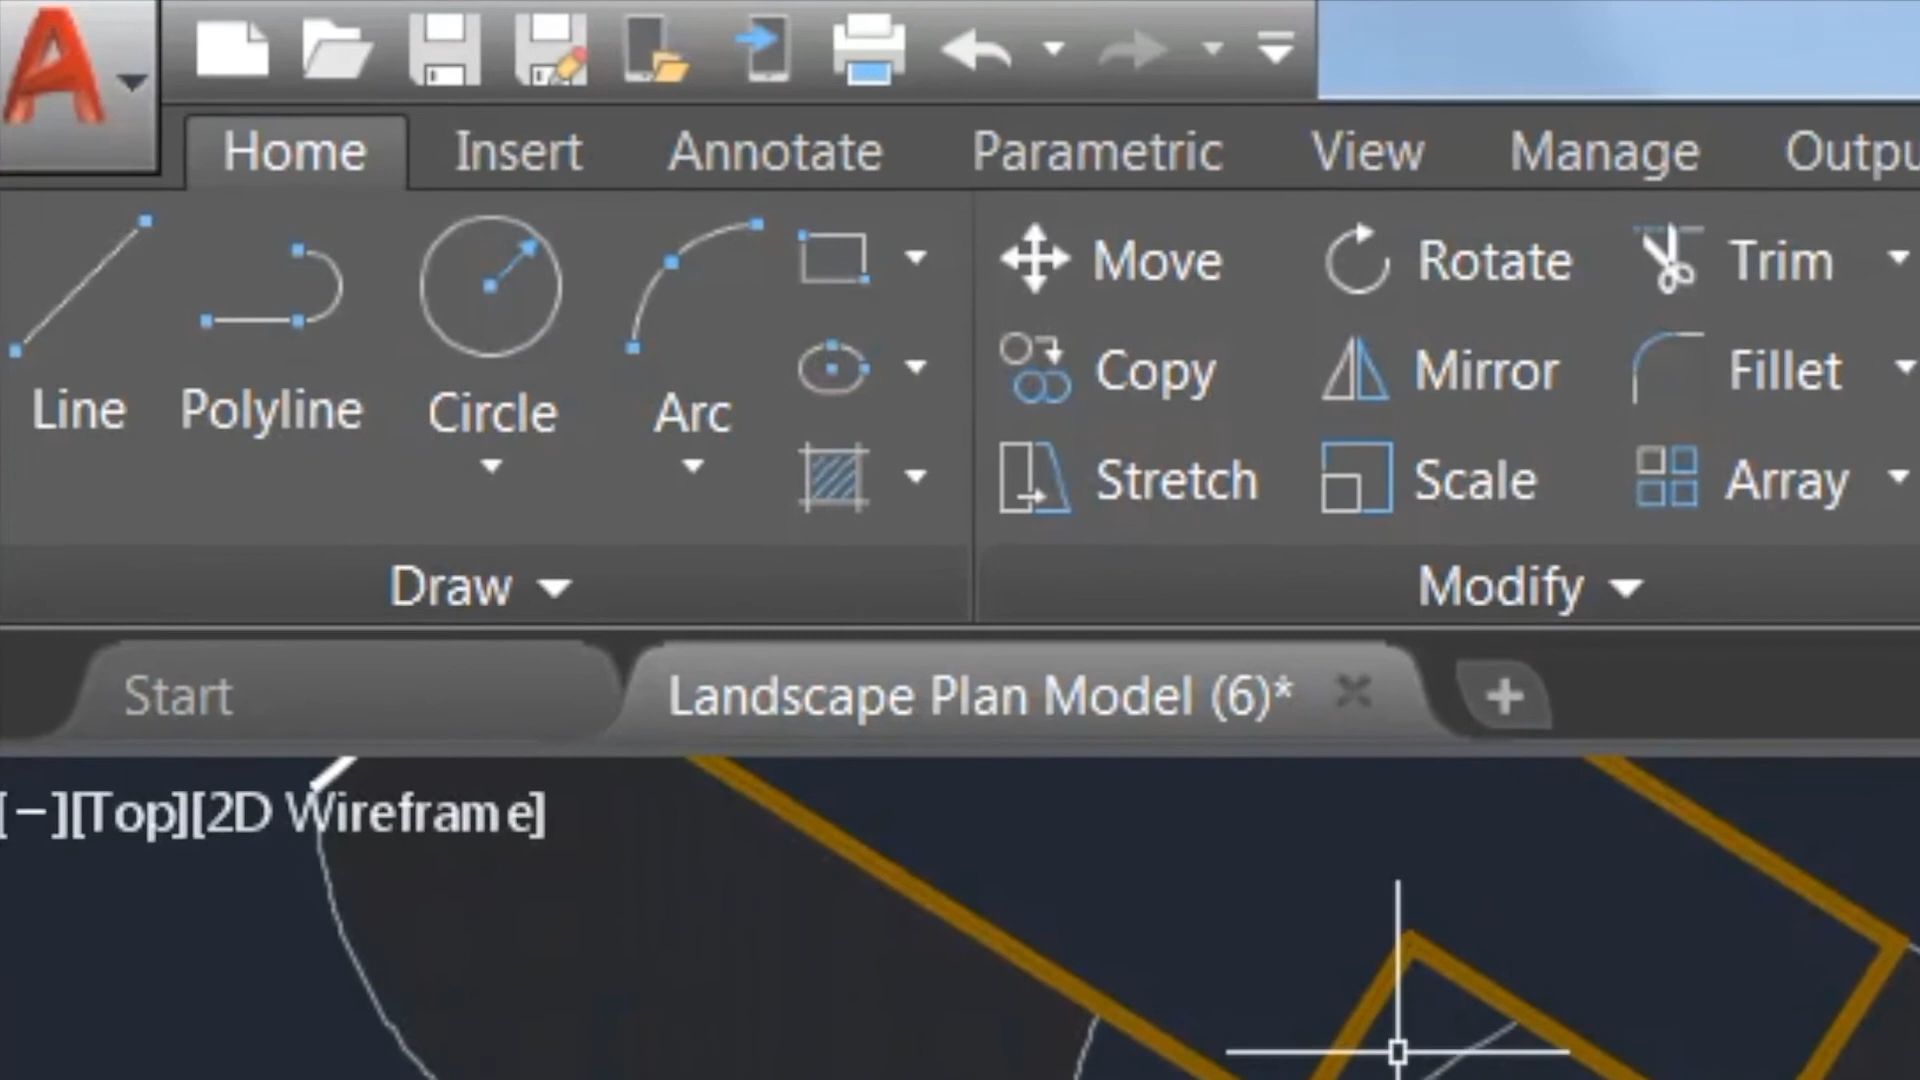 Home Insert Annotate Parametric View Manage Outpu
Move Rotate Trim
Copy Mirror Fillet
Line Polyline Circle Arc
Stretch Scale Array
Draw Modify
Start Landscape Plan Model (6)*
[−][Top][2D Wireframe]